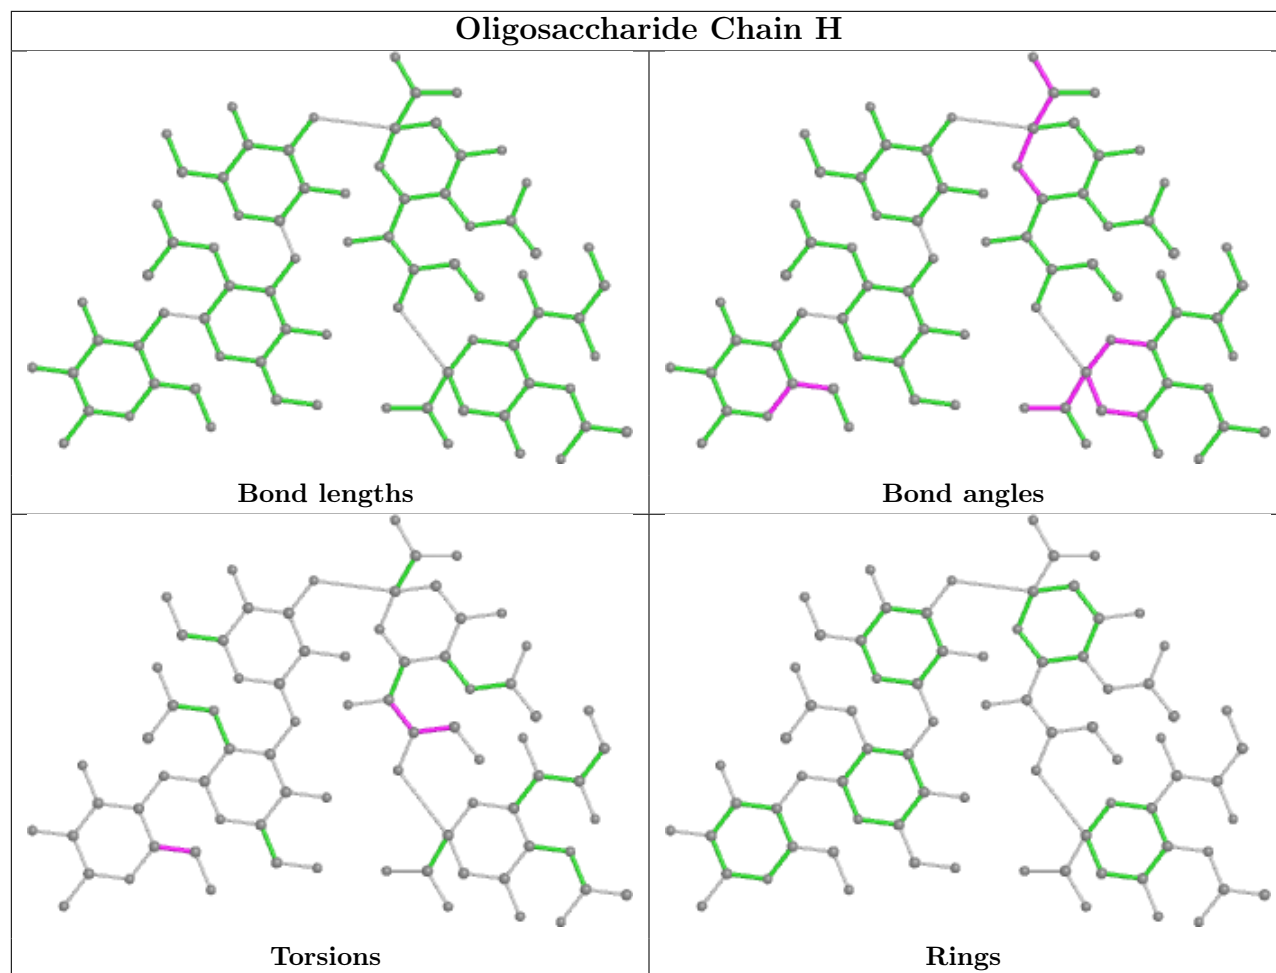 Oligosaccharide Chain H
Bond lengths
Bond angles
Torsions
Rings